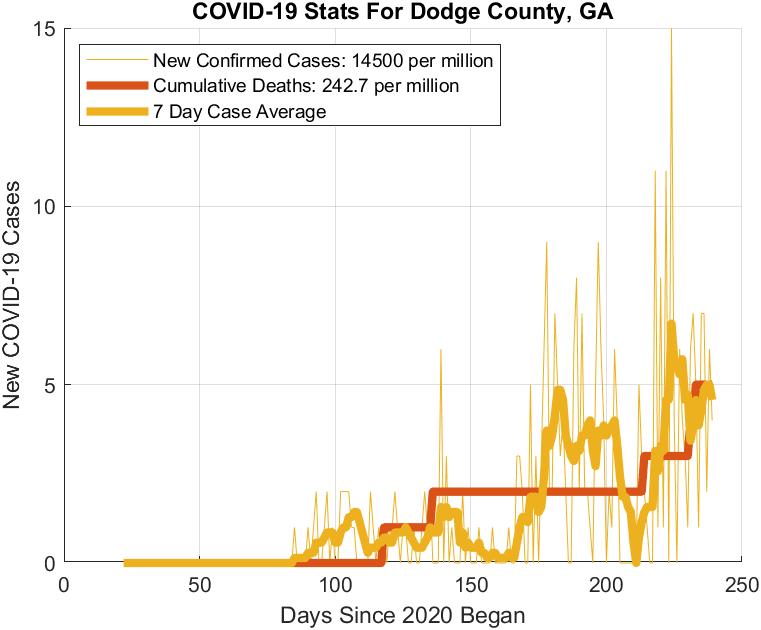 COVID-19 Stats For Dodge County, GA
New Confirmed Cases: 14500 per million
Cumulative Deaths: 242.7 per million
7 Day Case Average
15
10
5
0
New COVID-19 Cases
0 50 100 150 200 250
Days Since 2020 Began